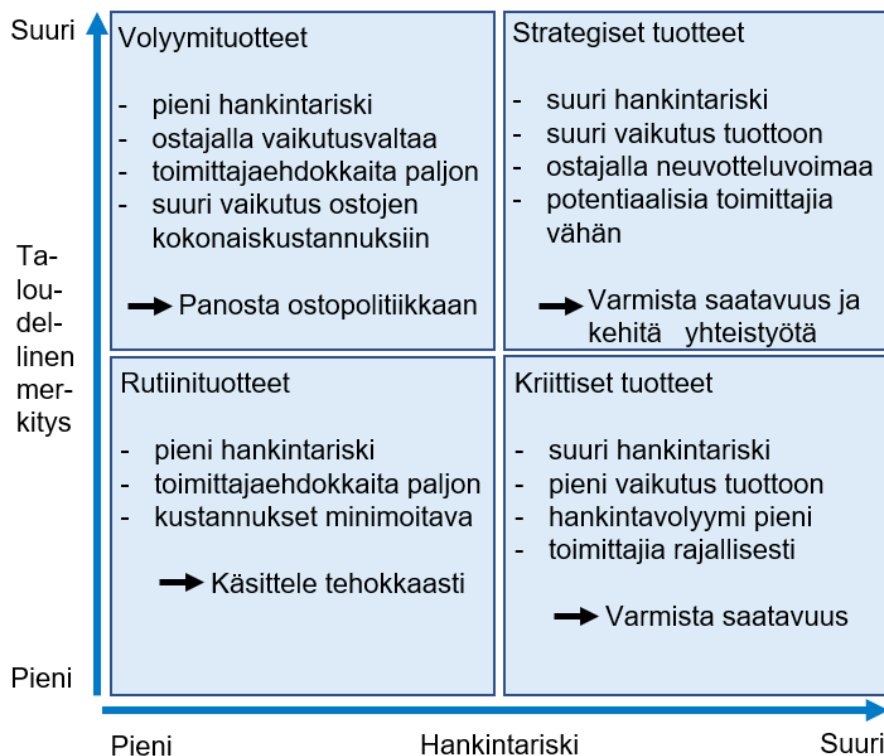 Suuri
Volyymituotteet
- pieni hankintariski
- ostajalla vaikutusvaltaa
- toimittajaehdokkaita paljon
- suuri vaikutus ostojen
kokonaiskustannuksiin
Panosta ostopolitiikkaan
Strategiset tuotteet
- suuri hankintariski
- suuri vaikutus tuottoon
- ostajalla neuvotteluvoimaa
- potentiaalisia toimittajia
vähän
Varmista saatavuus ja
kehitä yhteistyötä
Ta-
lou-
del-
linen
mer-
kitys
Rutiinituotteet
- pieni hankintariski
- toimittajaehdokkaita paljon
- kustannukset minimoitava
Käsittele tehokkaasti
Kriittiset tuotteet
- suuri hankintariski
- pieni vaikutus tuottoon
- hankintavolyymi pieni
- toimittajia rajallisesti
Varmista saatavuus
Pieni
Pieni
Hankintariski
Suuri